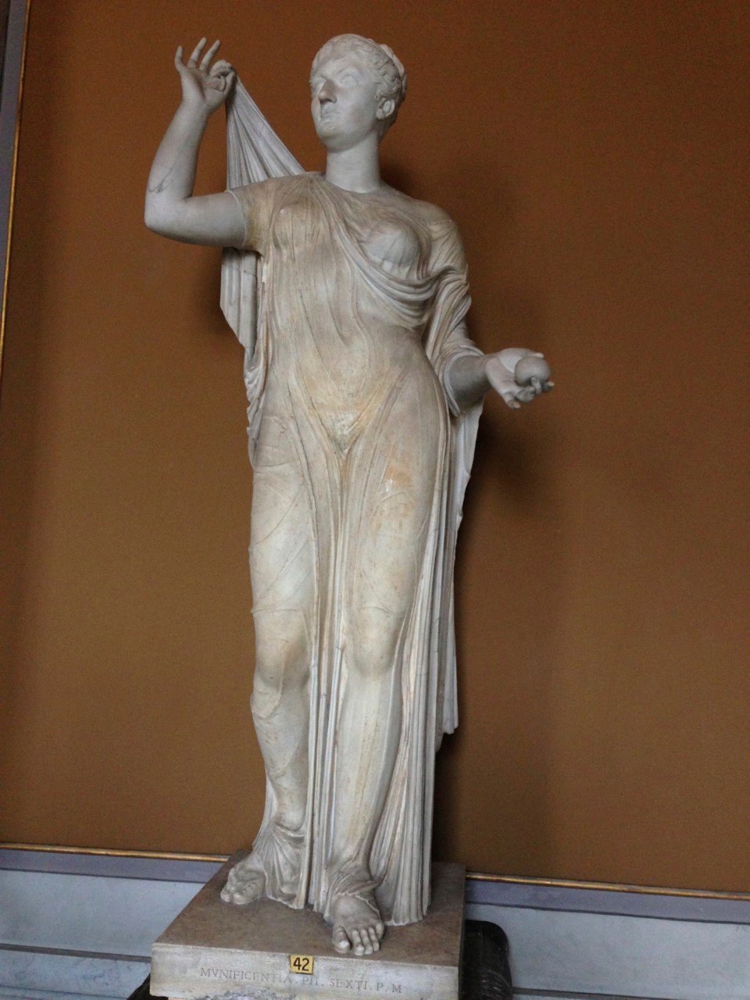 42
MVNIFICENTIA . PII . SEXTI . P . M